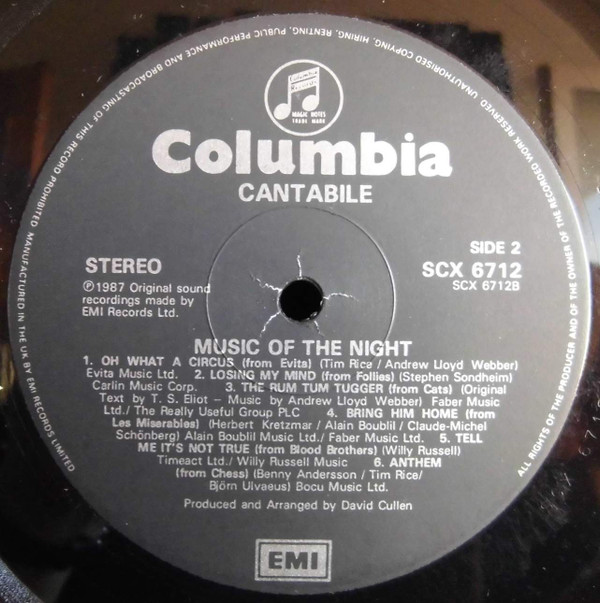 Columbia
Records
MAGIC NOTES
TRADE MARK
Columbia
CANTABILE
STEREO
SIDE 2
SCX 6712
SCX 6712B
℗1987 Original sound
recordings made by
EMI Records Ltd.
MUSIC OF THE NIGHT
1. OH WHAT A CIRCUS (from Evita) (Tim Rice / Andrew Lloyd Webber)
Evita Music Ltd. 2. LOSING MY MIND (from Follies) (Stephen Sondheim)
Carlin Music Corp. 3. THE RUM TUM TUGGER (from Cats) (Original
Text by T. S. Eliot – Music by Andrew Lloyd Webber) Faber Music
Ltd./ The Really Useful Group PLC 4. BRING HIM HOME (from
Les Miserables) (Herbert Kretzmar / Alain Boublil / Claude-Michel
Schönberg) Alain Boublil Music Ltd./ Faber Music Ltd. 5. TELL
ME IT'S NOT TRUE (from Blood Brothers) (Willy Russell)
Timeact Ltd./ Willy Russell Music 6. ANTHEM
(from Chess) (Benny Andersson / Tim Rice/
Björn Ulvaeus) Bocu Music Ltd.
Produced and Arranged by David Cullen
EMI
ALL RIGHTS OF THE PRODUCER AND OF THE OWNER OF THE RECORDED WORK RESERVED UNAUTHORISED COPYING, HIRING, RENTING, PUBLIC PERFORMANCE AND BROADCASTING OF THIS RECORD PROHIBITED MANUFACTURED IN THE UK BY EMI RECORDS LIMITED